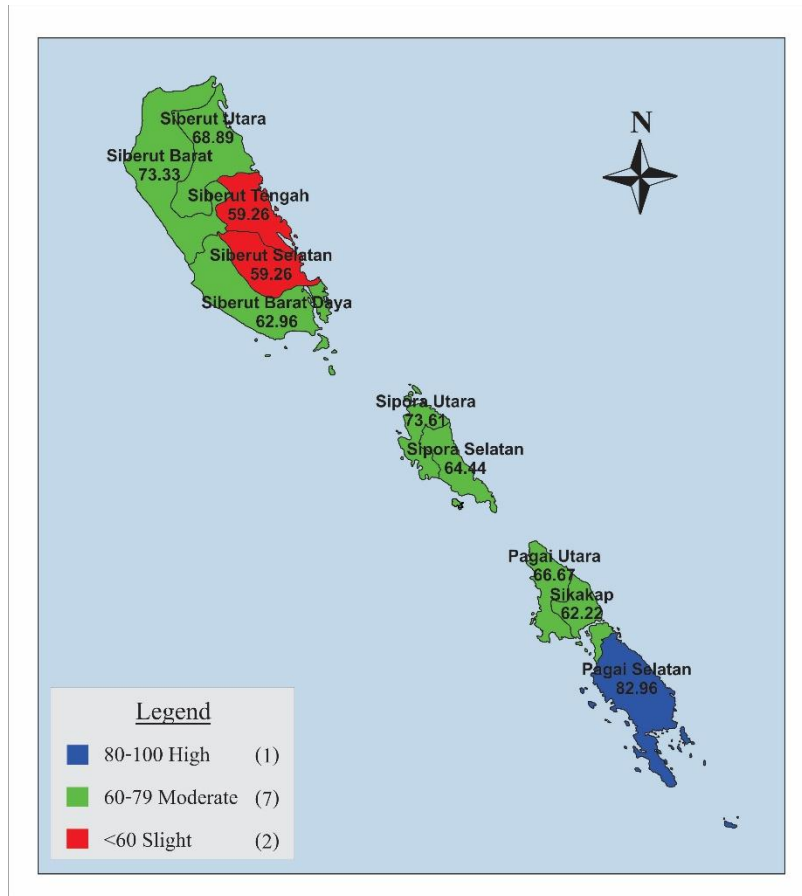 N
Siberut Utara
68.89
Siberut Barat
73.33
Siberut Tengah
59.26
Siberut Selatan
59.26
Siberut Barat Daya
62.96
Sipora Utara
73.61
Sipora Selatan
64.44
Pagai Utara
66.67
Sikakap
62.22
Pagai Selatan
82.96
Legend
80-100 High (1)
60-79 Moderate (7)
<60 Slight (2)